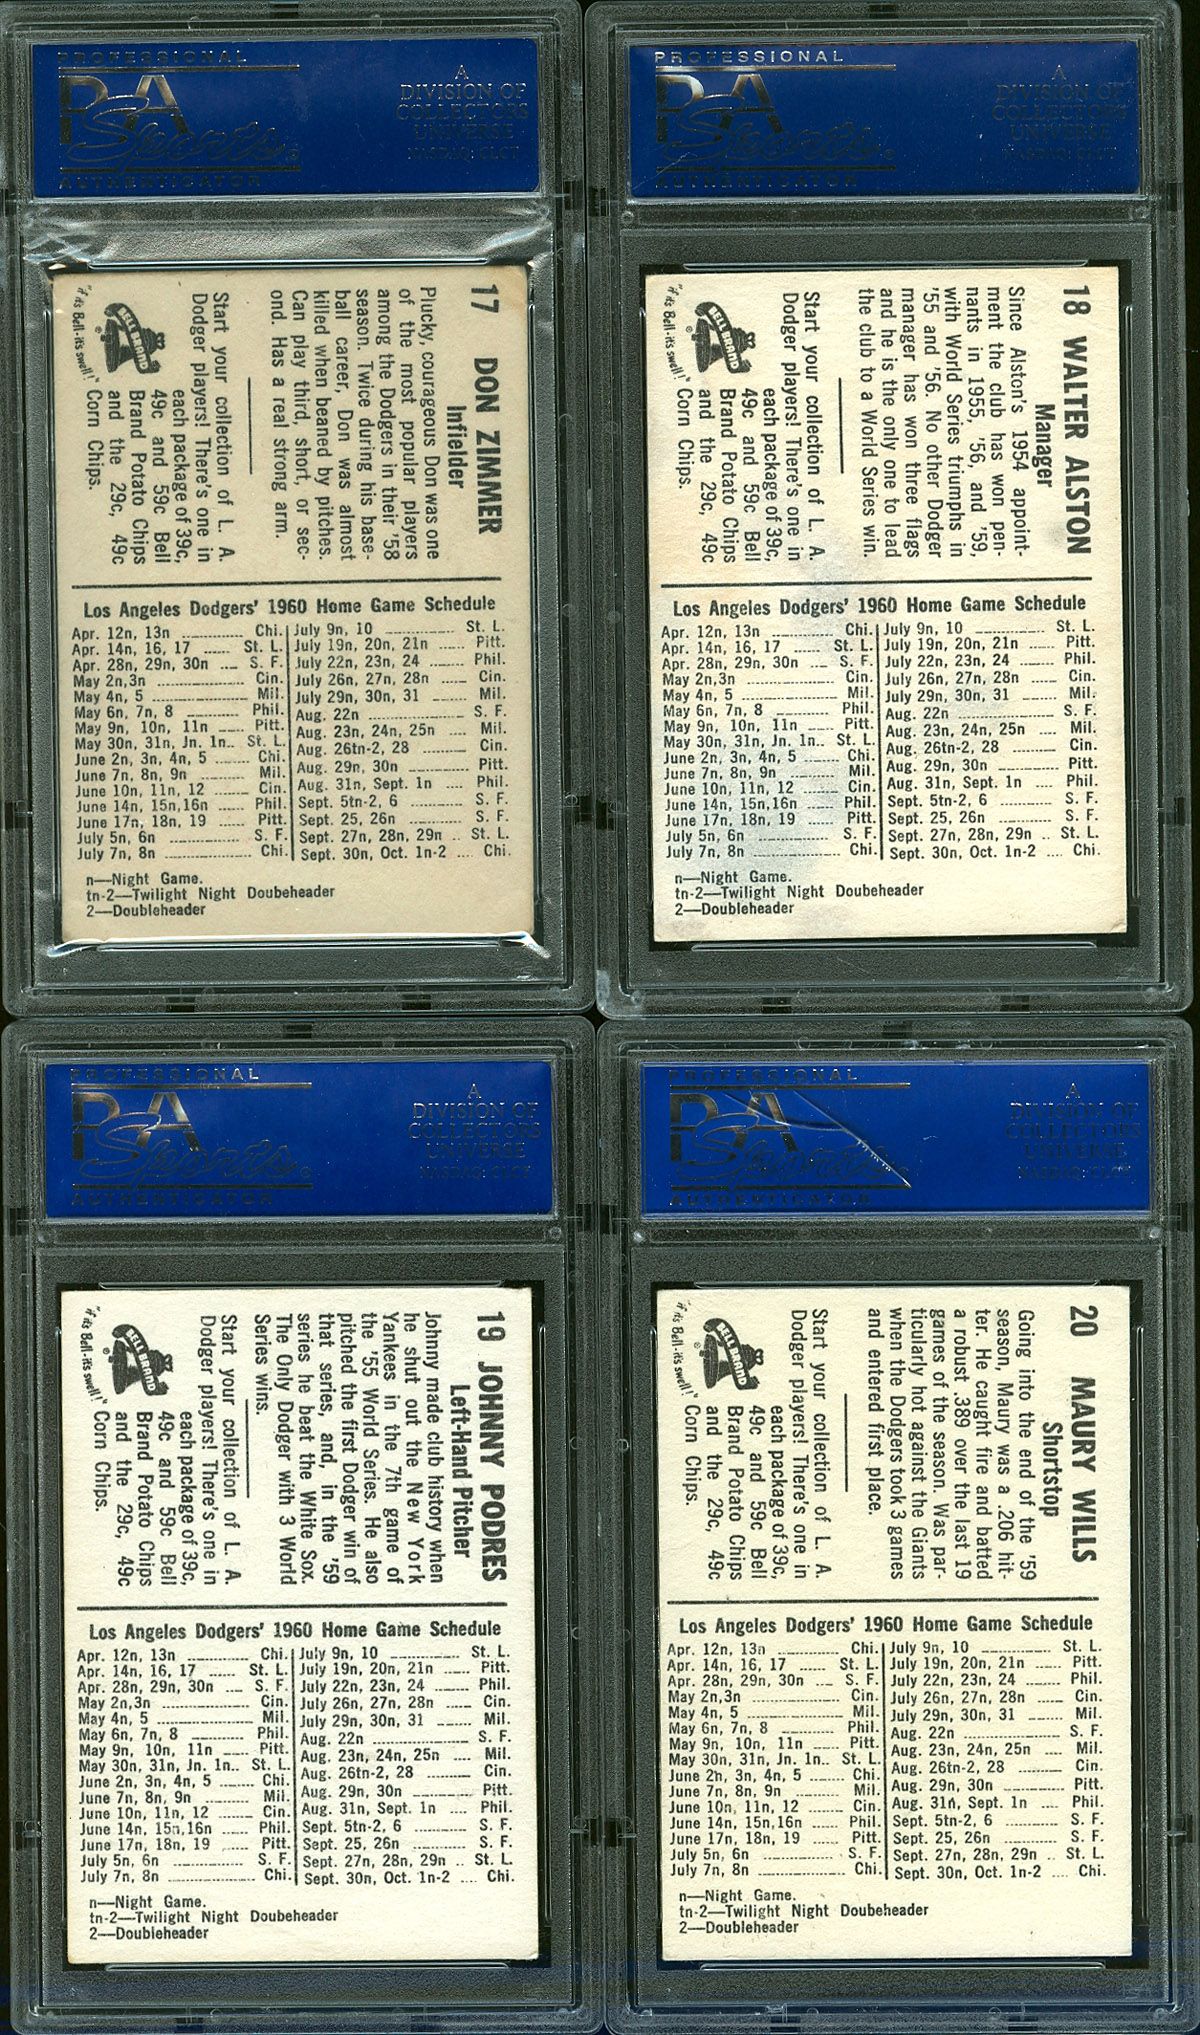 PROFESSIONAL
PSA
Sports
AUTHENTICATOR
A
DIVISION OF
COLLECTORS
UNIVERSE
NASDAQ: CLCT
17 DON ZIMMER
Infielder
Plucky, courageous Don was one
of the most popular players
among the Dodgers in their '58
season. Twice during his base-
ball career, Don was almost
killed when beaned by pitches.
Can play third, short, or sec-
ond. Has a real strong arm.
Start your collection of L. A.
Dodger players! There's one in
each package of 39c,
49c and 59c Bell
Brand Potato Chips
and the 29c, 49c
Corn Chips.
BELL BRAND
®
"if it's Bell-it's swell!"
Los Angeles Dodgers' 1960 Home Game Schedule
Apr. 12n, 13n ............ Chi.
Apr. 14n, 16, 17 ...... St. L.
Apr. 28n, 29n, 30n .... S. F.
May 2n,3n ............ Cin.
May 4n, 5 ............ Mil.
May 6n, 7n, 8 ............ Phil.
May 9n, 10n, 11n ...... Pitt.
May 30n, 31n, Jn. 1n.. St. L.
June 2n, 3n, 4n, 5 ...... Chi.
June 7n, 8n, 9n ............ Mil.
June 10n, 11n, 12 ...... Cin.
June 14n, 15n,16n ...... Phil.
June 17n, 18n, 19 ...... Pitt.
July 5n, 6n ............ S. F.
July 7n, 8n ............ Chi.
July 9n, 10 ............ St. L.
July 19n, 20n, 21n ...... Pitt.
July 22n, 23n, 24 ...... Phil.
July 26n, 27n, 28n ...... Cin.
July 29n, 30n, 31 ...... Mil.
Aug. 22n ............ S. F.
Aug. 23n, 24n, 25n .... Mil.
Aug. 26tn-2, 28 ............ Cin.
Aug. 29n, 30n ............ Pitt.
Aug. 31n, Sept. 1n .... Phil.
Sept. 5tn-2, 6 ............ S. F.
Sept. 25, 26n ............ S. F.
Sept. 27n, 28n, 29n .. St. L.
Sept. 30n, Oct. 1n-2 .... Chi.
n—Night Game.
tn-2—Twilight Night Doubeheader
2—Doubleheader
PROFESSIONAL
PSA
Sports
AUTHENTICATOR
A
DIVISION OF
COLLECTORS
UNIVERSE
NASDAQ: CLCT
18 WALTER ALSTON
Manager
Since Alston's 1954 appoint-
ment the club has won pen-
nants in 1955, '56, and '59,
with World Series triumphs in
'55 and '56. No other Dodger
manager has won three flags
and he is the only one to lead
the club to a World Series win.
Start your collection of L. A.
Dodger players! There's one in
each package of 39c,
49c and 59c Bell
Brand Potato Chips
and the 29c, 49c
Corn Chips.
BELL BRAND
®
"if it's Bell-it's swell!"
Los Angeles Dodgers' 1960 Home Game Schedule
Apr. 12n, 13n ............ Chi.
Apr. 14n, 16, 17 ...... St. L.
Apr. 28n, 29n, 30n .... S. F.
May 2n,3n ............ Cin.
May 4n, 5 ............ Mil.
May 6n, 7n, 8 ............ Phil.
May 9n, 10n, 11n ...... Pitt.
May 30n, 31n, Jn. 1n.. St. L.
June 2n, 3n, 4n, 5 ...... Chi.
June 7n, 8n, 9n ............ Mil.
June 10n, 11n, 12 ...... Cin.
June 14n, 15n,16n ...... Phil.
June 17n, 18n, 19 ...... Pitt.
July 5n, 6n ............ S. F.
July 7n, 8n ............ Chi.
July 9n, 10 ............ St. L.
July 19n, 20n, 21n ...... Pitt.
July 22n, 23n, 24 ...... Phil.
July 26n, 27n, 28n ...... Cin.
July 29n, 30n, 31 ...... Mil.
Aug. 22n ............ S. F.
Aug. 23n, 24n, 25n .... Mil.
Aug. 26tn-2, 28 ............ Cin.
Aug. 29n, 30n ............ Pitt.
Aug. 31n, Sept. 1n .... Phil.
Sept. 5tn-2, 6 ............ S. F.
Sept. 25, 26n ............ S. F.
Sept. 27n, 28n, 29n .. St. L.
Sept. 30n, Oct. 1n-2 .... Chi.
n—Night Game.
tn-2—Twilight Night Doubeheader
2—Doubleheader
PROFESSIONAL
PSA
Sports
AUTHENTICATOR
A
DIVISION OF
COLLECTORS
UNIVERSE
NASDAQ: CLCT
19 JOHNNY PODRES
Left-Hand Pitcher
Johnny made club history when
he shut out the New York
Yankees in the 7th game of
the '55 World Series. He also
pitched the first Dodger win of
that series, and, in the '59
series he beat the White Sox.
The Only Dodger with 3 World
Series wins.
Start your collection of L. A.
Dodger players! There's one in
each package of 39c,
49c and 59c Bell
Brand Potato Chips
and the 29c, 49c
Corn Chips.
BELL BRAND
®
"if it's Bell-it's swell!"
Los Angeles Dodgers' 1960 Home Game Schedule
Apr. 12n, 13n ............ Chi.
Apr. 14n, 16, 17 ...... St. L.
Apr. 28n, 29n, 30n .... S. F.
May 2n,3n ............ Cin.
May 4n, 5 ............ Mil.
May 6n, 7n, 8 ............ Phil.
May 9n, 10n, 11n ...... Pitt.
May 30n, 31n, Jn. 1n.. St. L.
June 2n, 3n, 4n, 5 ...... Chi.
June 7n, 8n, 9n ............ Mil.
June 10n, 11n, 12 ...... Cin.
June 14n, 15n,16n ...... Phil.
June 17n, 18n, 19 ...... Pitt.
July 5n, 6n ............ S. F.
July 7n, 8n ............ Chi.
July 9n, 10 ............ St. L.
July 19n, 20n, 21n ...... Pitt.
July 22n, 23n, 24 ...... Phil.
July 26n, 27n, 28n ...... Cin.
July 29n, 30n, 31 ...... Mil.
Aug. 22n ............ S. F.
Aug. 23n, 24n, 25n .... Mil.
Aug. 26tn-2, 28 ............ Cin.
Aug. 29n, 30n ............ Pitt.
Aug. 31n, Sept. 1n .... Phil.
Sept. 5tn-2, 6 ............ S. F.
Sept. 25, 26n ............ S. F.
Sept. 27n, 28n, 29n .. St. L.
Sept. 30n, Oct. 1n-2 .... Chi.
n—Night Game.
tn-2—Twilight Night Doubeheader
2—Doubleheader
PROFESSIONAL
PSA
Sports
AUTHENTICATOR
A
DIVISION OF
COLLECTORS
UNIVERSE
NASDAQ: CLCT
20 MAURY WILLS
Shortstop
Going into the end of the '59
season, Maury was a .206 hit-
ter. He caught fire and batted
a robust .389 over the last 19
games of the season. Was par-
ticularly hot against the Giants
when the Dodgers took 3 games
and entered first place.
Start your collection of L. A.
Dodger players! There's one in
each package of 39c,
49c and 59c Bell
Brand Potato Chips
and the 29c, 49c
Corn Chips.
BELL BRAND
®
"if it's Bell-it's swell!"
Los Angeles Dodgers' 1960 Home Game Schedule
Apr. 12n, 13n ............ Chi.
Apr. 14n, 16, 17 ...... St. L.
Apr. 28n, 29n, 30n .... S. F.
May 2n,3n ............ Cin.
May 4n, 5 ............ Mil.
May 6n, 7n, 8 ............ Phil.
May 9n, 10n, 11n ...... Pitt.
May 30n, 31n, Jn. 1n.. St. L.
June 2n, 3n, 4n, 5 ...... Chi.
June 7n, 8n, 9n ............ Mil.
June 10n, 11n, 12 ...... Cin.
June 14n, 15n,16n ...... Phil.
June 17n, 18n, 19 ...... Pitt.
July 5n, 6n ............ S. F.
July 7n, 8n ............ Chi.
July 9n, 10 ............ St. L.
July 19n, 20n, 21n ...... Pitt.
July 22n, 23n, 24 ...... Phil.
July 26n, 27n, 28n ...... Cin.
July 29n, 30n, 31 ...... Mil.
Aug. 22n ............ S. F.
Aug. 23n, 24n, 25n .... Mil.
Aug. 26tn-2, 28 ............ Cin.
Aug. 29n, 30n ............ Pitt.
Aug. 31n, Sept. 1n .... Phil.
Sept. 5tn-2, 6 ............ S. F.
Sept. 25, 26n ............ S. F.
Sept. 27n, 28n, 29n .. St. L.
Sept. 30n, Oct. 1n-2 .... Chi.
n—Night Game.
tn-2—Twilight Night Doubeheader
2—Doubleheader